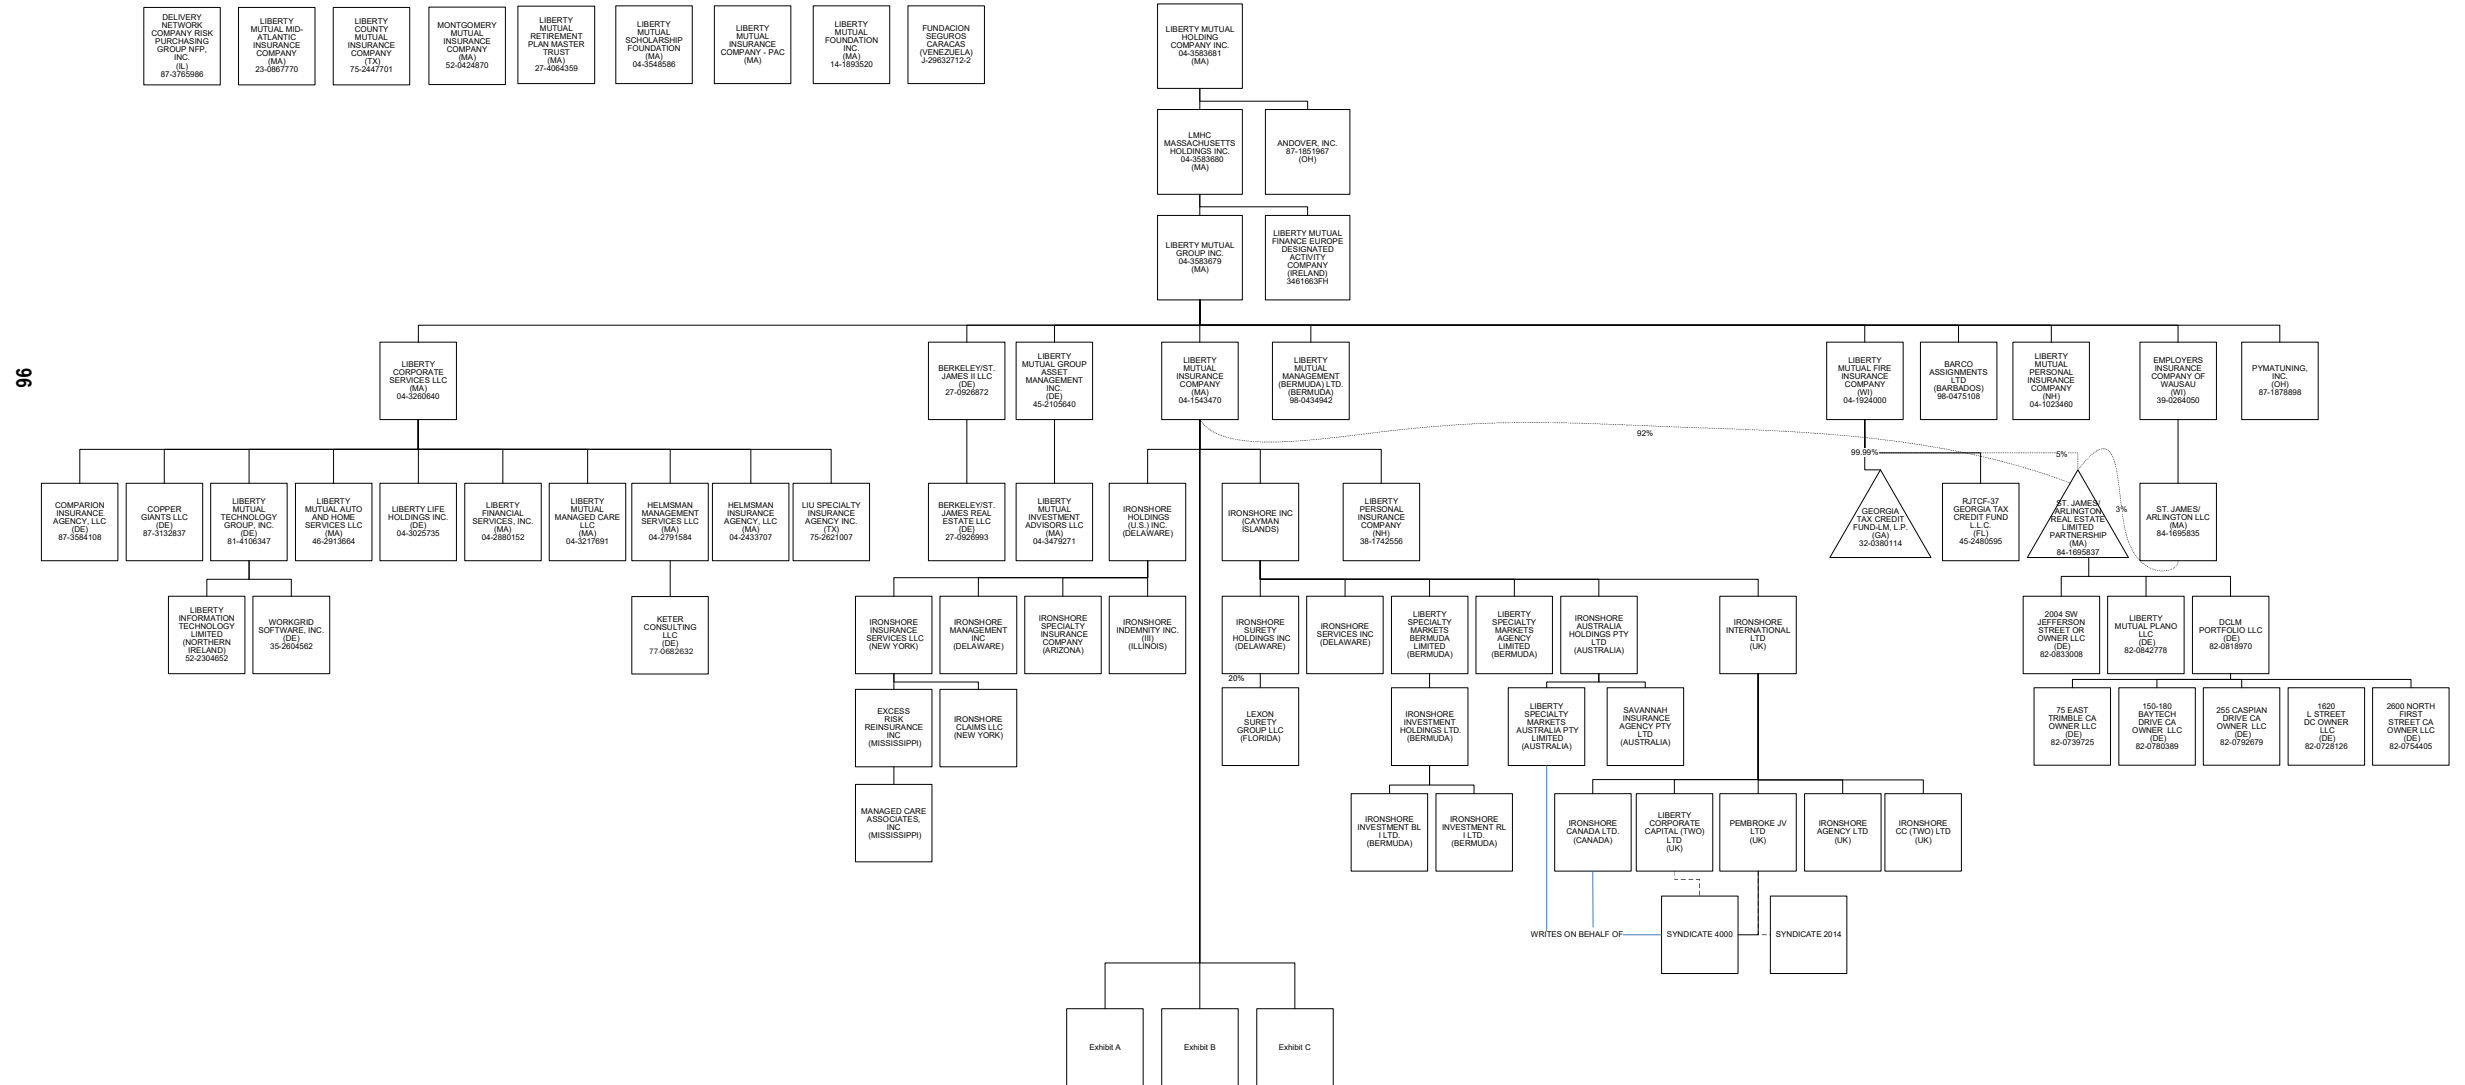 DELIVERY
NETWORK
COMPANY RISK
PURCHASING
GROUP NFP,
INC.
(IL)
87-3765986
LIBERTY
MUTUAL MID-
ATLANTIC
INSURANCE
COMPANY
(MA)
23-0867770
LIBERTY
COUNTY
MUTUAL
INSURANCE
COMPANY
(TX)
75-2447701
MONTGOMERY
MUTUAL
INSURANCE
COMPANY
(MA)
52-0424870
LIBERTY
MUTUAL
RETIREMENT
PLAN MASTER
TRUST
(MA)
27-4064359
LIBERTY
MUTUAL
SCHOLARSHIP
FOUNDATION
(MA)
04-3548586
LIBERTY
MUTUAL
INSURANCE
COMPANY - PAC
(MA)
LIBERTY
MUTUAL
FOUNDATION
INC.
(MA)
14-1893520
FUNDACION
SEGUROS
CARACAS
(VENEZUELA)
J-29632712-2
LIBERTY MUTUAL
HOLDING
COMPANY INC.
04-3583681
(MA)
LMHC
MASSACHUSETTS
HOLDINGS INC.
04-3583680
(MA)
ANDOVER, INC.
87-1851967
(OH)
LIBERTY MUTUAL
GROUP INC.
04-3583679
(MA)
LIBERTY MUTUAL
FINANCE EUROPE
DESIGNATED
ACTIVITY
COMPANY
(IRELAND)
3461663FH
96
LIBERTY
CORPORATE
SERVICES LLC
(MA)
04-3260640
BERKELEY/ST.
JAMES II LLC
(DE)
27-0926872
LIBERTY
MUTUAL GROUP
ASSET
MANAGEMENT
INC.
(DE)
45-2105640
LIBERTY
MUTUAL
INSURANCE
COMPANY
(MA)
04-1543470
LIBERTY
MUTUAL
MANAGEMENT
(BERMUDA) LTD.
(BERMUDA)
98-0434942
LIBERTY
MUTUAL FIRE
INSURANCE
COMPANY
(WI)
04-1924000
BARCO
ASSIGNMENTS
LTD
(BARBADOS)
98-0475108
LIBERTY
MUTUAL
PERSONAL
INSURANCE
COMPANY
(NH)
04-1023460
EMPLOYERS
INSURANCE
COMPANY OF
WAUSAU
(WI)
39-0264050
PYMATUNING,
INC.
(OH)
87-1878898
92%
99.99%
5%
3%
COMPARION
INSURANCE
AGENCY, LLC
(DE)
87-3584108
COPPER
GIANTS LLC
(DE)
87-3132837
LIBERTY
MUTUAL
TECHNOLOGY
GROUP, INC.
(DE)
81-4106347
LIBERTY
MUTUAL AUTO
AND HOME
SERVICES LLC
(MA)
46-2913664
LIBERTY LIFE
HOLDINGS INC.
(DE)
04-3025735
LIBERTY
FINANCIAL
SERVICES, INC.
(MA)
04-2880152
LIBERTY
MUTUAL
MANAGED CARE
LLC
(MA)
04-3217691
HELMSMAN
MANAGEMENT
SERVICES LLC
(MA)
04-2791584
HELMSMAN
INSURANCE
AGENCY, LLC
(MA)
04-2433707
LIU SPECIALTY
INSURANCE
AGENCY INC.
(TX)
75-2621007
BERKELEY/ST.
JAMES REAL
ESTATE LLC
(DE)
27-0926993
LIBERTY
MUTUAL
INVESTMENT
ADVISORS LLC
(MA)
04-3479271
IRONSHORE
HOLDINGS
(U.S.) INC.
(DELAWARE)
IRONSHORE INC
(CAYMAN
ISLANDS)
LIBERTY
PERSONAL
INSURANCE
COMPANY
(NH)
38-1742556
GEORGIA
TAX CREDIT
FUND-LM, L.P.
(GA)
32-0380114
RJTCF-37
GEORGIA TAX
CREDIT FUND
L.L.C.
(FL)
45-2480595
ST. JAMES/
ARLINGTON
REAL ESTATE
LIMITED
PARTNERSHIP
(MA)
84-1695837
ST. JAMES/
ARLINGTON LLC
(MA)
84-1695835
LIBERTY
INFORMATION
TECHNOLOGY
LIMITED
(NORTHERN
IRELAND)
52-2304652
WORKGRID
SOFTWARE, INC.
(DE)
35-2604562
KETER
CONSULTING
LLC
(DE)
77-0682632
IRONSHORE
INSURANCE
SERVICES LLC
(NEW YORK)
IRONSHORE
MANAGEMENT
INC
(DELAWARE)
IRONSHORE
SPECIALTY
INSURANCE
COMPANY
(ARIZONA)
IRONSHORE
INDEMNITY INC.
(III)
(ILLINOIS)
IRONSHORE
SURETY
HOLDINGS INC
(DELAWARE)
IRONSHORE
SERVICES INC
(DELAWARE)
LIBERTY
SPECIALTY
MARKETS
BERMUDA
LIMITED
(BERMUDA)
LIBERTY
SPECIALTY
MARKETS
AGENCY
LIMITED
(BERMUDA)
IRONSHORE
AUSTRALIA
HOLDINGS PTY
LTD
(AUSTRALIA)
IRONSHORE
INTERNATIONAL
LTD
(UK)
2004 SW
JEFFERSON
STREET OR
OWNER LLC
(DE)
82-0833008
LIBERTY
MUTUAL PLANO
LLC
(DE)
82-0842778
DCLM
PORTFOLIO LLC
(DE)
82-0818970
20%
EXCESS
RISK
REINSURANCE
INC
(MISSISSIPPI)
IRONSHORE
CLAIMS LLC
(NEW YORK)
LEXON
SURETY
GROUP LLC
(FLORIDA)
IRONSHORE
INVESTMENT
HOLDINGS LTD.
(BERMUDA)
LIBERTY
SPECIALTY
MARKETS
AUSTRALIA PTY
LIMITED
(AUSTRALIA)
SAVANNAH
INSURANCE
AGENCY PTY
LTD
(AUSTRALIA)
75 EAST
TRIMBLE CA
OWNER LLC
(DE)
82-0739725
150-180
BAYTECH
DRIVE CA
OWNER LLC
(DE)
82-0780389
255 CASPIAN
DRIVE CA
OWNER LLC
(DE)
82-0792679
1620
L STREET
DC OWNER
LLC
(DE)
82-0728126
2600 NORTH
FIRST
STREET CA
OWNER LLC
(DE)
82-0754405
MANAGED CARE
ASSOCIATES,
INC
(MISSISSIPPI)
IRONSHORE
INVESTMENT BL
I LTD.
(BERMUDA)
IRONSHORE
INVESTMENT RL
I LTD.
(BERMUDA)
IRONSHORE
CANADA LTD.
(CANADA)
LIBERTY
CORPORATE
CAPITAL (TWO)
LTD
(UK)
PEMBROKE JV
LTD
(UK)
IRONSHORE
AGENCY LTD
(UK)
IRONSHORE
CC (TWO) LTD
(UK)
WRITES ON BEHALF OF
SYNDICATE 4000
SYNDICATE 2014
Exhibit A
Exhibit B
Exhibit C